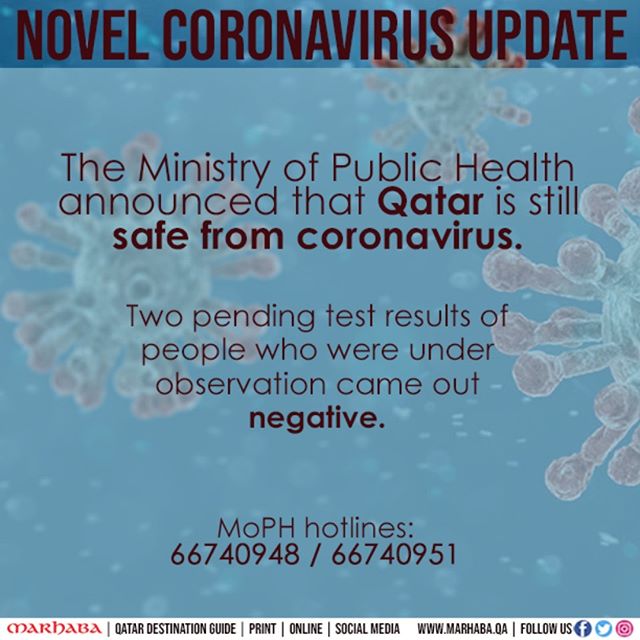 NOVEL CORONAVIRUS UPDATE
The Ministry of Public Health
announced that Qatar is still
safe from coronavirus.
Two pending test results of
people who were under
observation came out
negative.
MoPH hotlines:
66740948 / 66740951
marhaba | QATAR DESTINATION GUIDE | PRINT | ONLINE | SOCIAL MEDIA WWW.MARHABA.QA | FOLLOW US